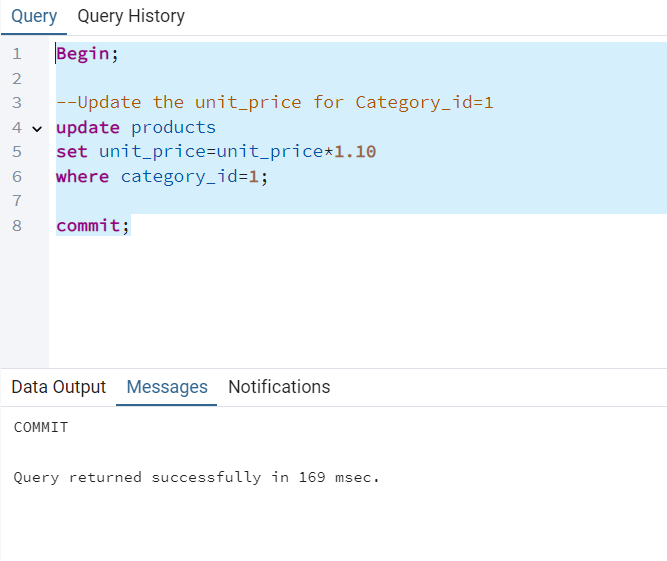 Query Query History
1 Begin;
2
3 --Update the unit_price for Category_id=1
4 update products
5 set unit_price=unit_price*1.10
6 where category_id=1;
7
8 commit;
Data Output Messages Notifications
COMMIT
Query returned successfully in 169 msec.